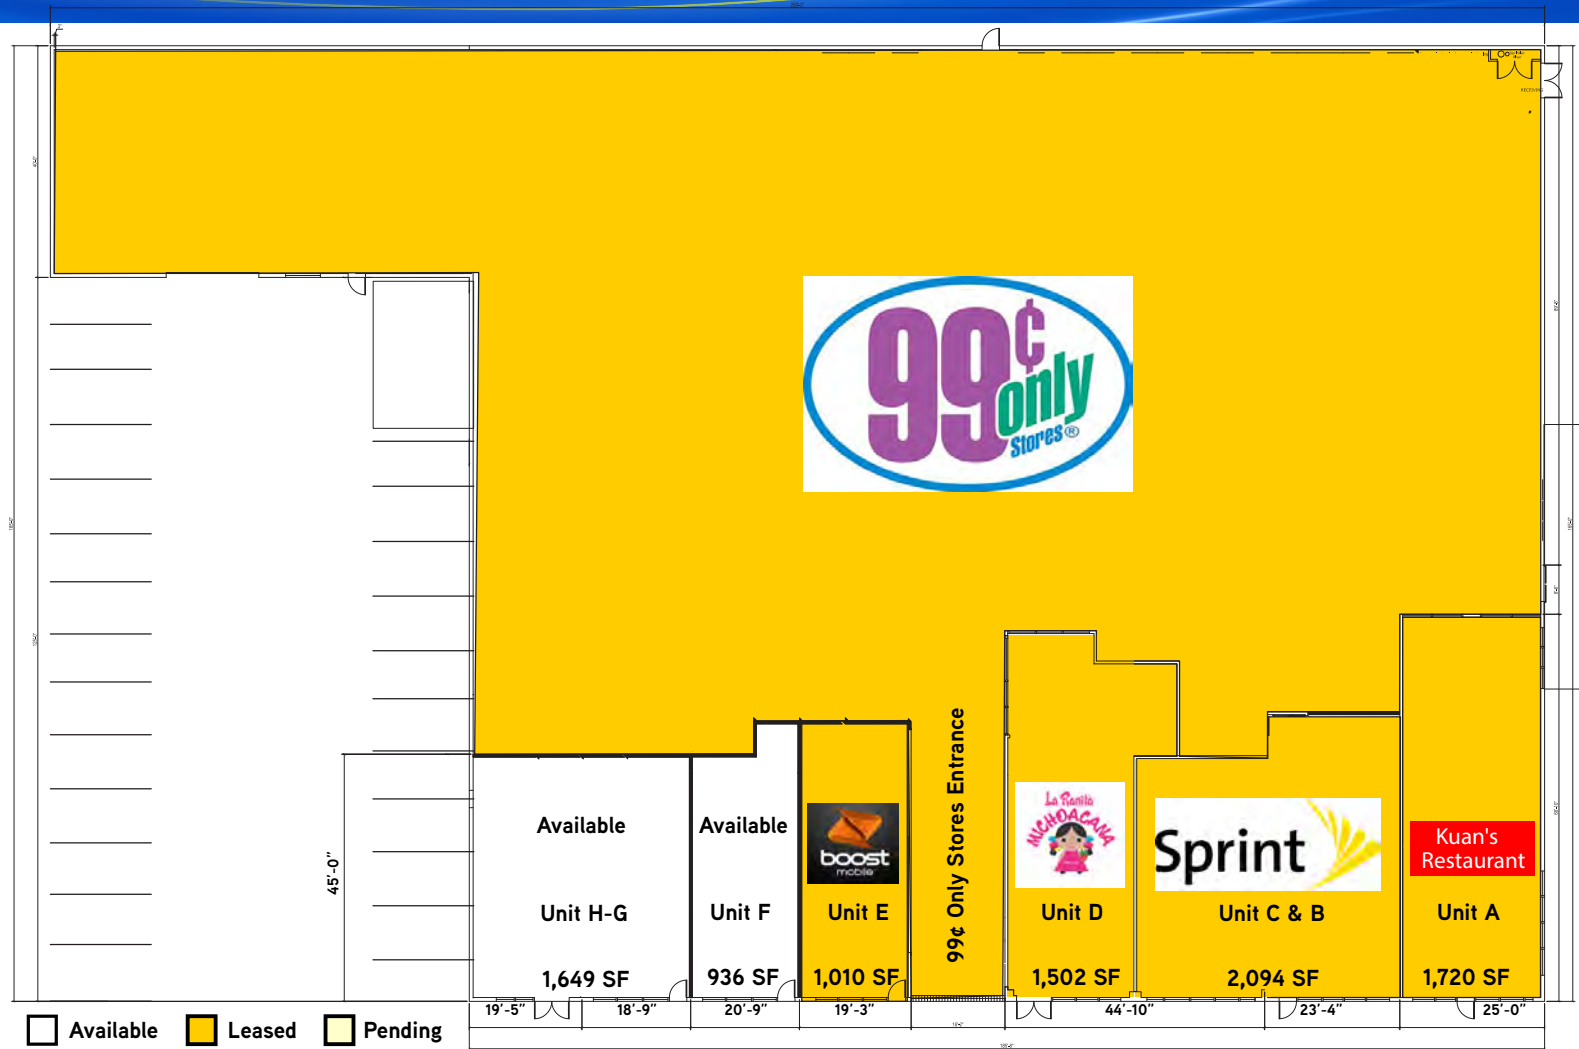 RECEIVING
99¢
only
Stores®
99¢ Only Stores Entrance
La Ranita
MICHOACANA
boost
mobile
Sprint
Kuan's
Restaurant
Available
Available
45'-0"
Unit H-G
Unit F
Unit E
Unit D
Unit C & B
Unit A
1,649 SF
936 SF
1,010 SF
1,502 SF
2,094 SF
1,720 SF
19'-5"
18'-9"
20'-9"
19'-3"
44'-10"
23'-4"
25'-0"
Available
Leased
Pending